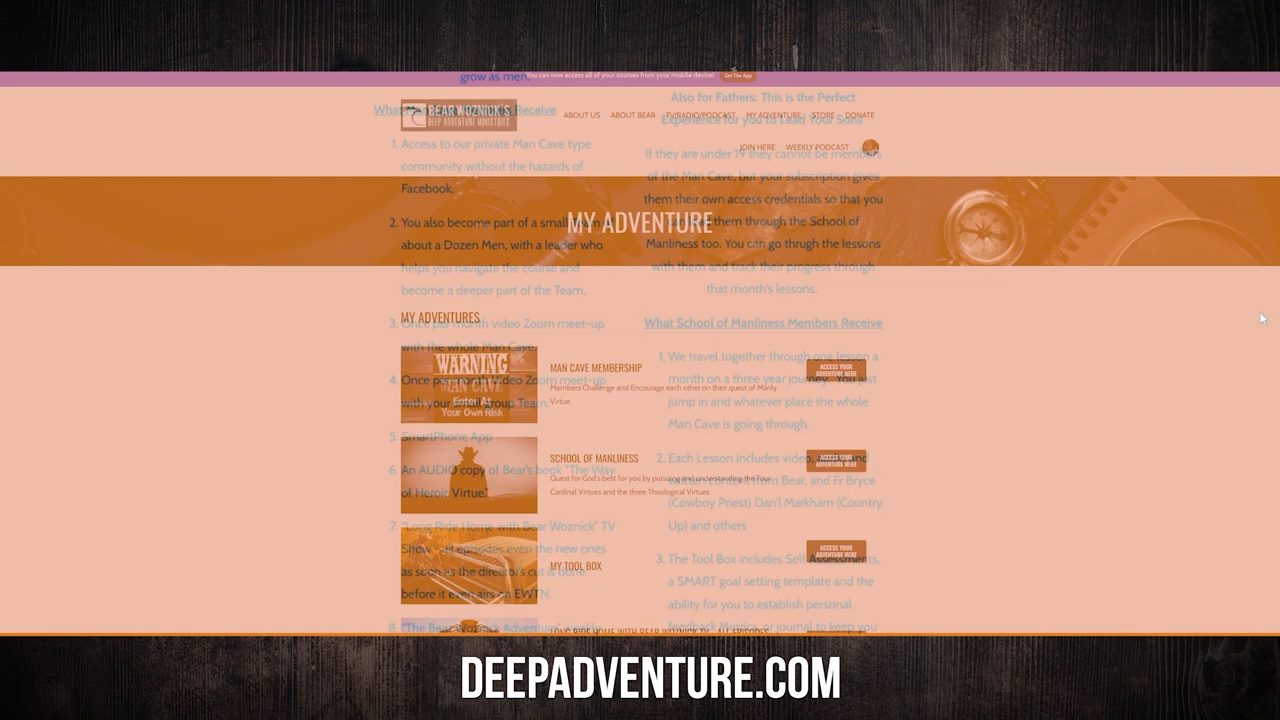 grow as men.
You can now access all of your courses from your mobile device!
Get The App
BEAR WOZNICK'S
DEEP ADVENTURE MINISTRIES
ABOUT US
ABOUT BEAR
TV/RADIO/PODCAST
MY ADVENTURE
STORE
DONATE
JOIN HERE
WEEKLY PODCAST
MY ADVENTURE
Receive
1. Access to our private Man Cave type
community without the hazards of
Facebook.
2. You also become part of a small Team
about a Dozen Men, with a leader who
helps you navigate the course and
become a deeper part of the Team.
3. Once per month video Zoom meet-up
with the whole Man Cave.
4. Once per month Video Zoom meet-up
with your small group Team.
5. SmartPhone App
6. An AUDIO copy of Bear's book "The Way
of Heroic Virtue."
7. "Long Ride Home with Bear Woznick" TV
Show - all episodes even the new ones
as soon as the director's cut is done
before it even airs on EWTN.
8. "The Bear Woznick Adventure" weekly
Also for Fathers: This is the Perfect
Experience for you to Lead Your Sons
If they are under 19 they cannot be members
of the Man Cave, but your subscription gives
them their own access credentials so that you
can them through the School of
Manliness too. You can go thrugh the lessons
with them and track their progress through
that month's lessons.
What School of Manliness Members Receive
1. We travel together through one lesson a
month on a three year journey. You just
jump in and whatever place the whole
Man Cave is going through.
2. Each Lesson includes video, and
written content from Bear, and Fr Bryce
(Cowboy Priest) Dan'l Markham (Country
Up) and others
3. The Tool Box includes Self Assessments,
a SMART goal setting template and the
ability for you to establish personal
feedback Metrics, or journal to keep you
MY ADVENTURES
WARNING
MAN CAVE
Enter At
Your Own Risk
MAN CAVE MEMBERSHIP
Members Challenge and Encourage each other on their quest of Manly
Virtue.
ACCESS YOUR
ADVENTURE HERE
SCHOOL OF MANLINESS
Quest for God's best for you by pursuing and understanding the Four
Cardinal Virtues and the three Theological Virtues
ACCESS YOUR
ADVENTURE HERE
MY TOOL BOX
ACCESS YOUR
ADVENTURE HERE
LONG RIDE HOME WITH BEAR WOZNICK TV - ALL EPISODES
DEEPADVENTURE.COM